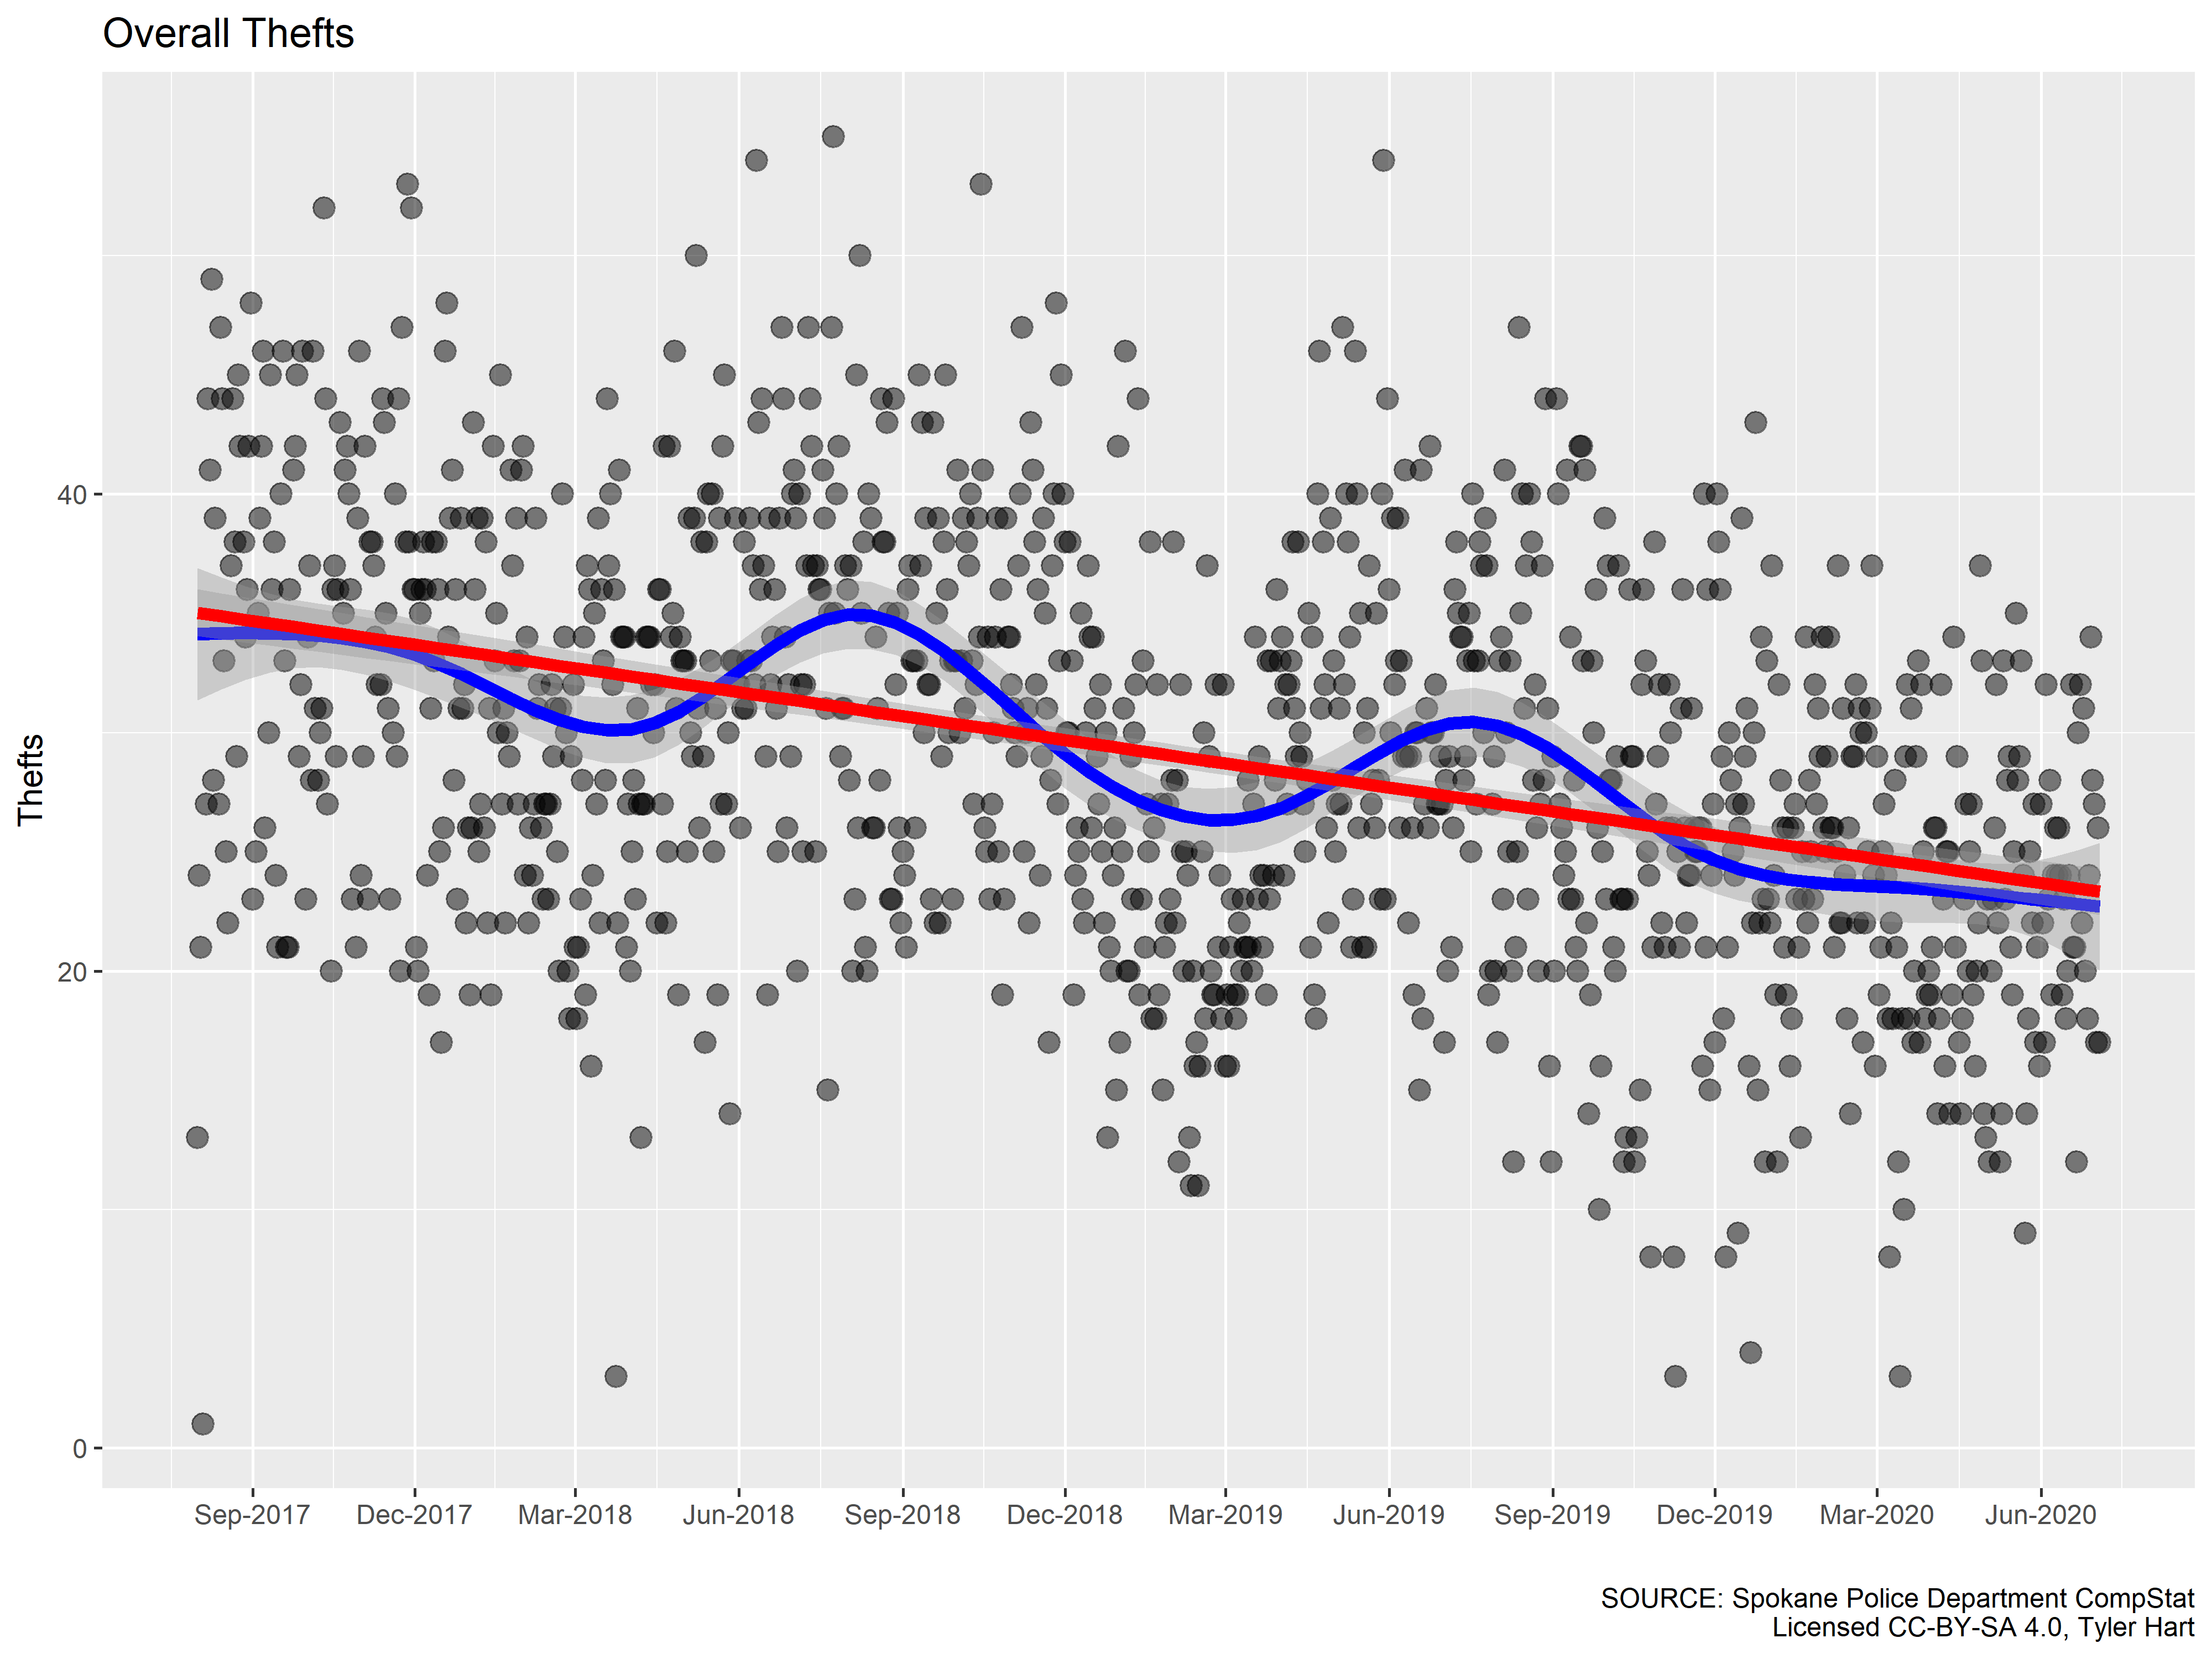 Overall Thefts
Thefts
40
20
0
Sep-2017 Dec-2017 Mar-2018 Jun-2018 Sep-2018 Dec-2018 Mar-2019 Jun-2019 Sep-2019 Dec-2019 Mar-2020 Jun-2020
SOURCE: Spokane Police Department CompStat
Licensed CC-BY-SA 4.0, Tyler Hart